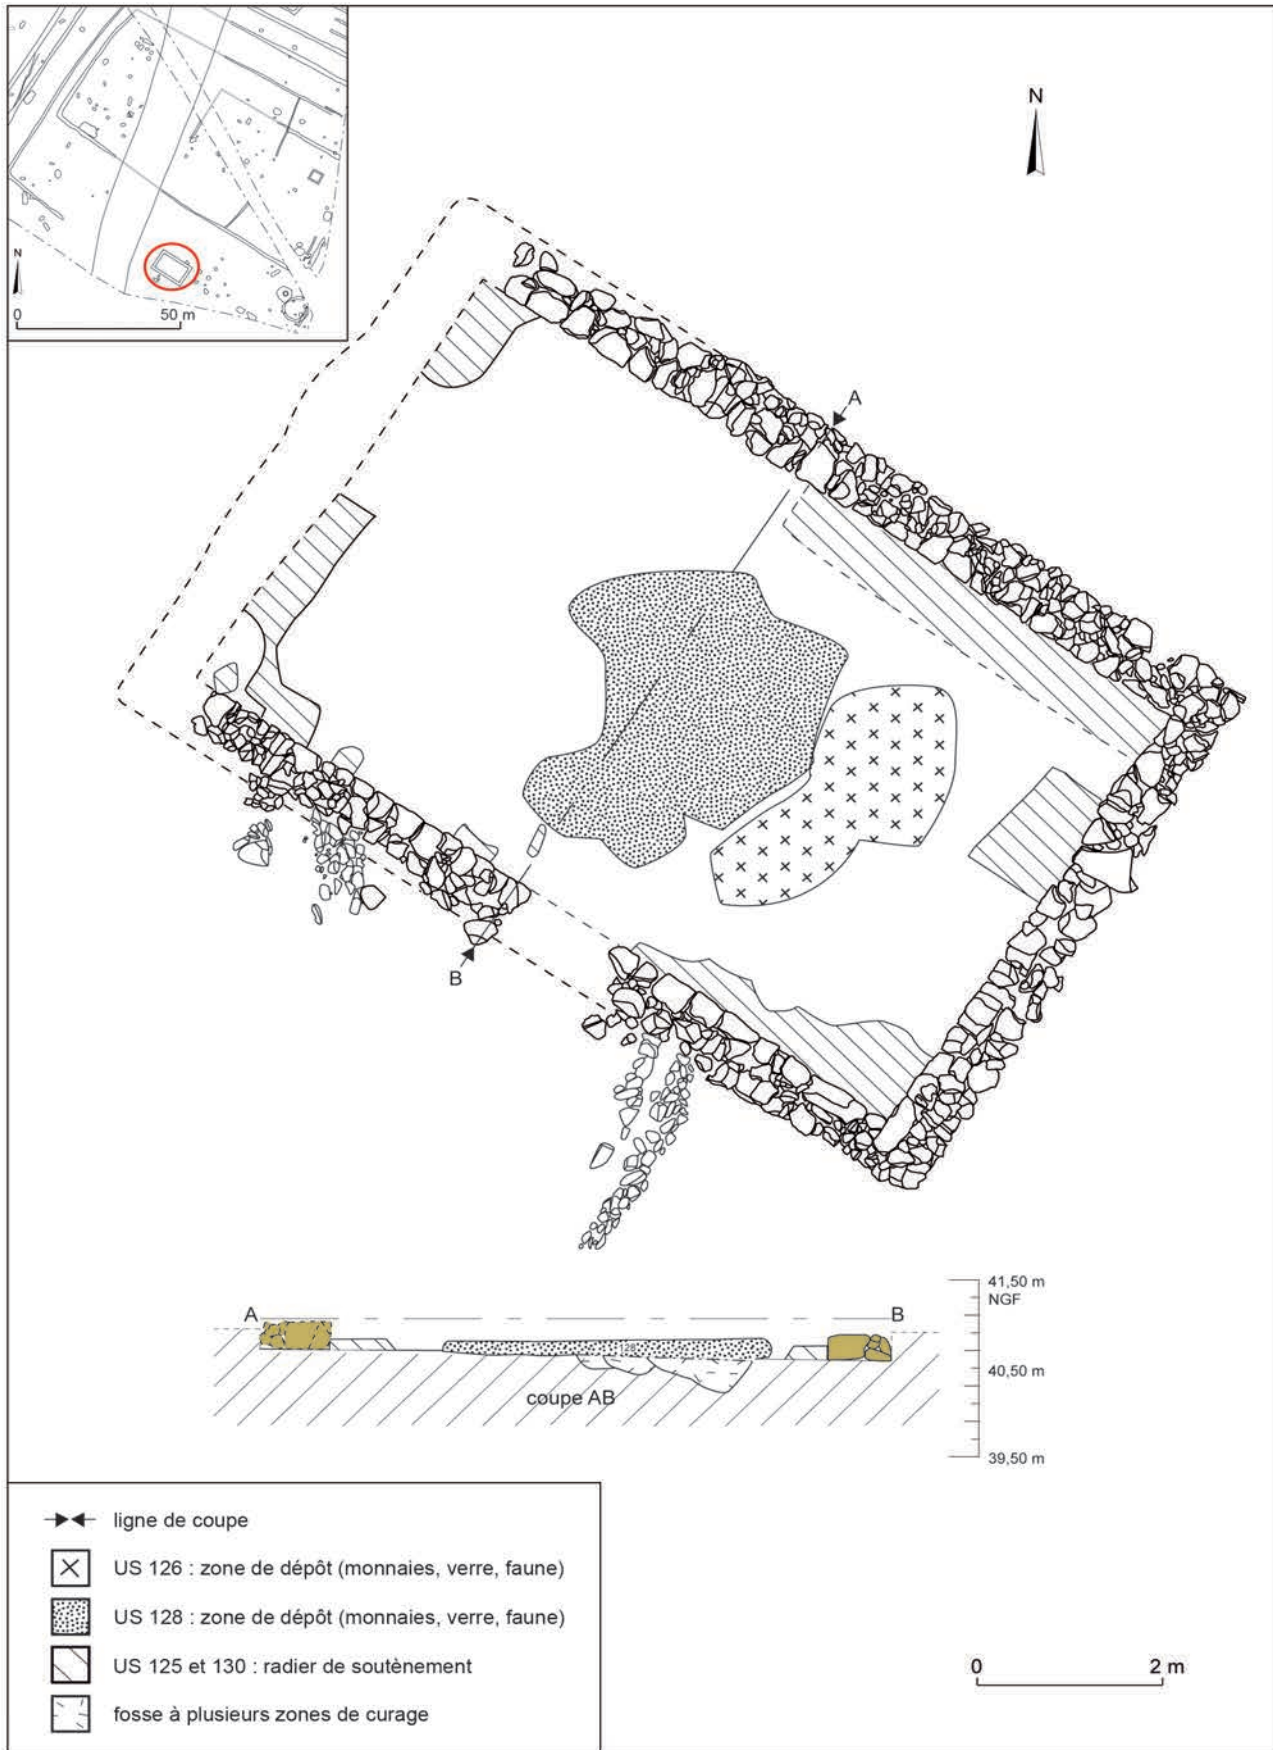 N
0
50 m
N
A
B
A
B
41,50 m
NGF
128
40,50 m
coupe AB
39,50 m
ligne de coupe
US 126 : zone de dépôt (monnaies, verre, faune)
US 128 : zone de dépôt (monnaies, verre, faune)
US 125 et 130 : radier de soutènement
fosse à plusieurs zones de curage
0
2 m